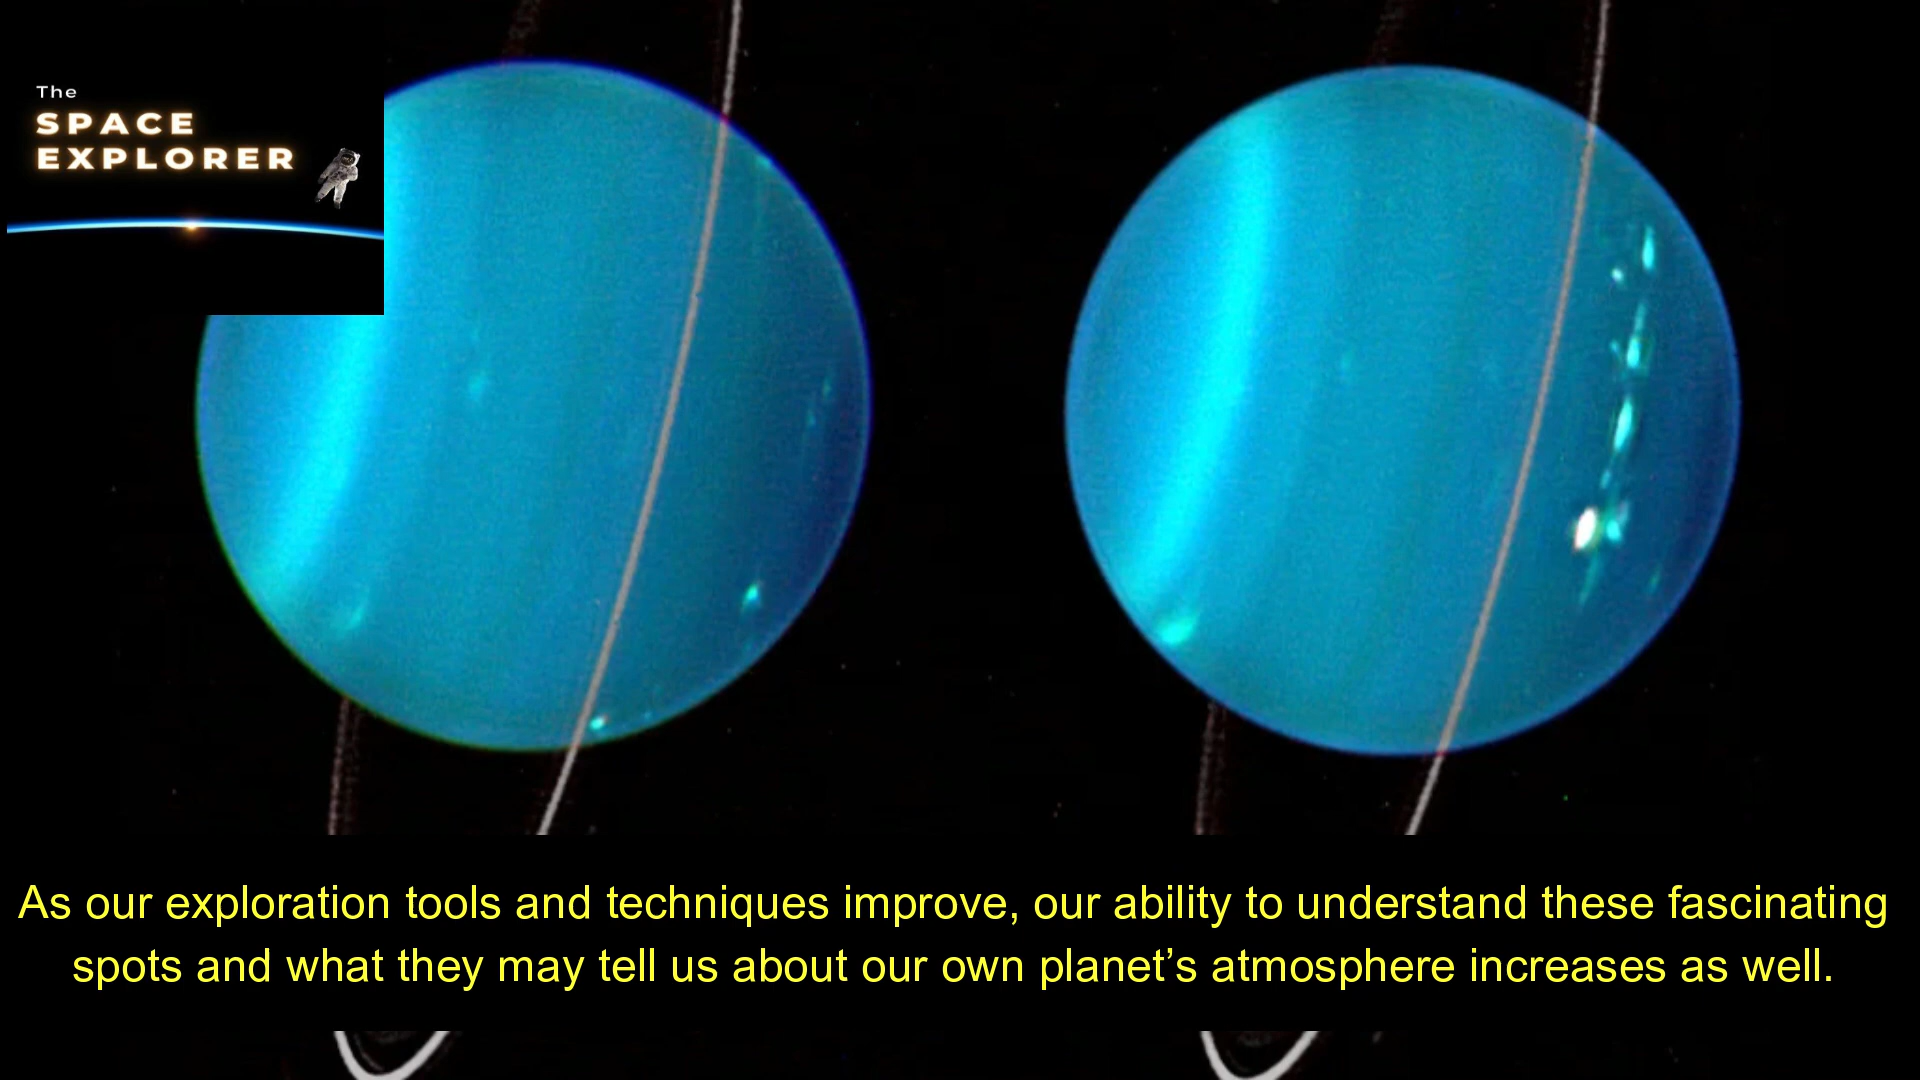 The
SPACE
EXPLORER
As our exploration tools and techniques improve, our ability to understand these fascinating
spots and what they may tell us about our own planet’s atmosphere increases as well.